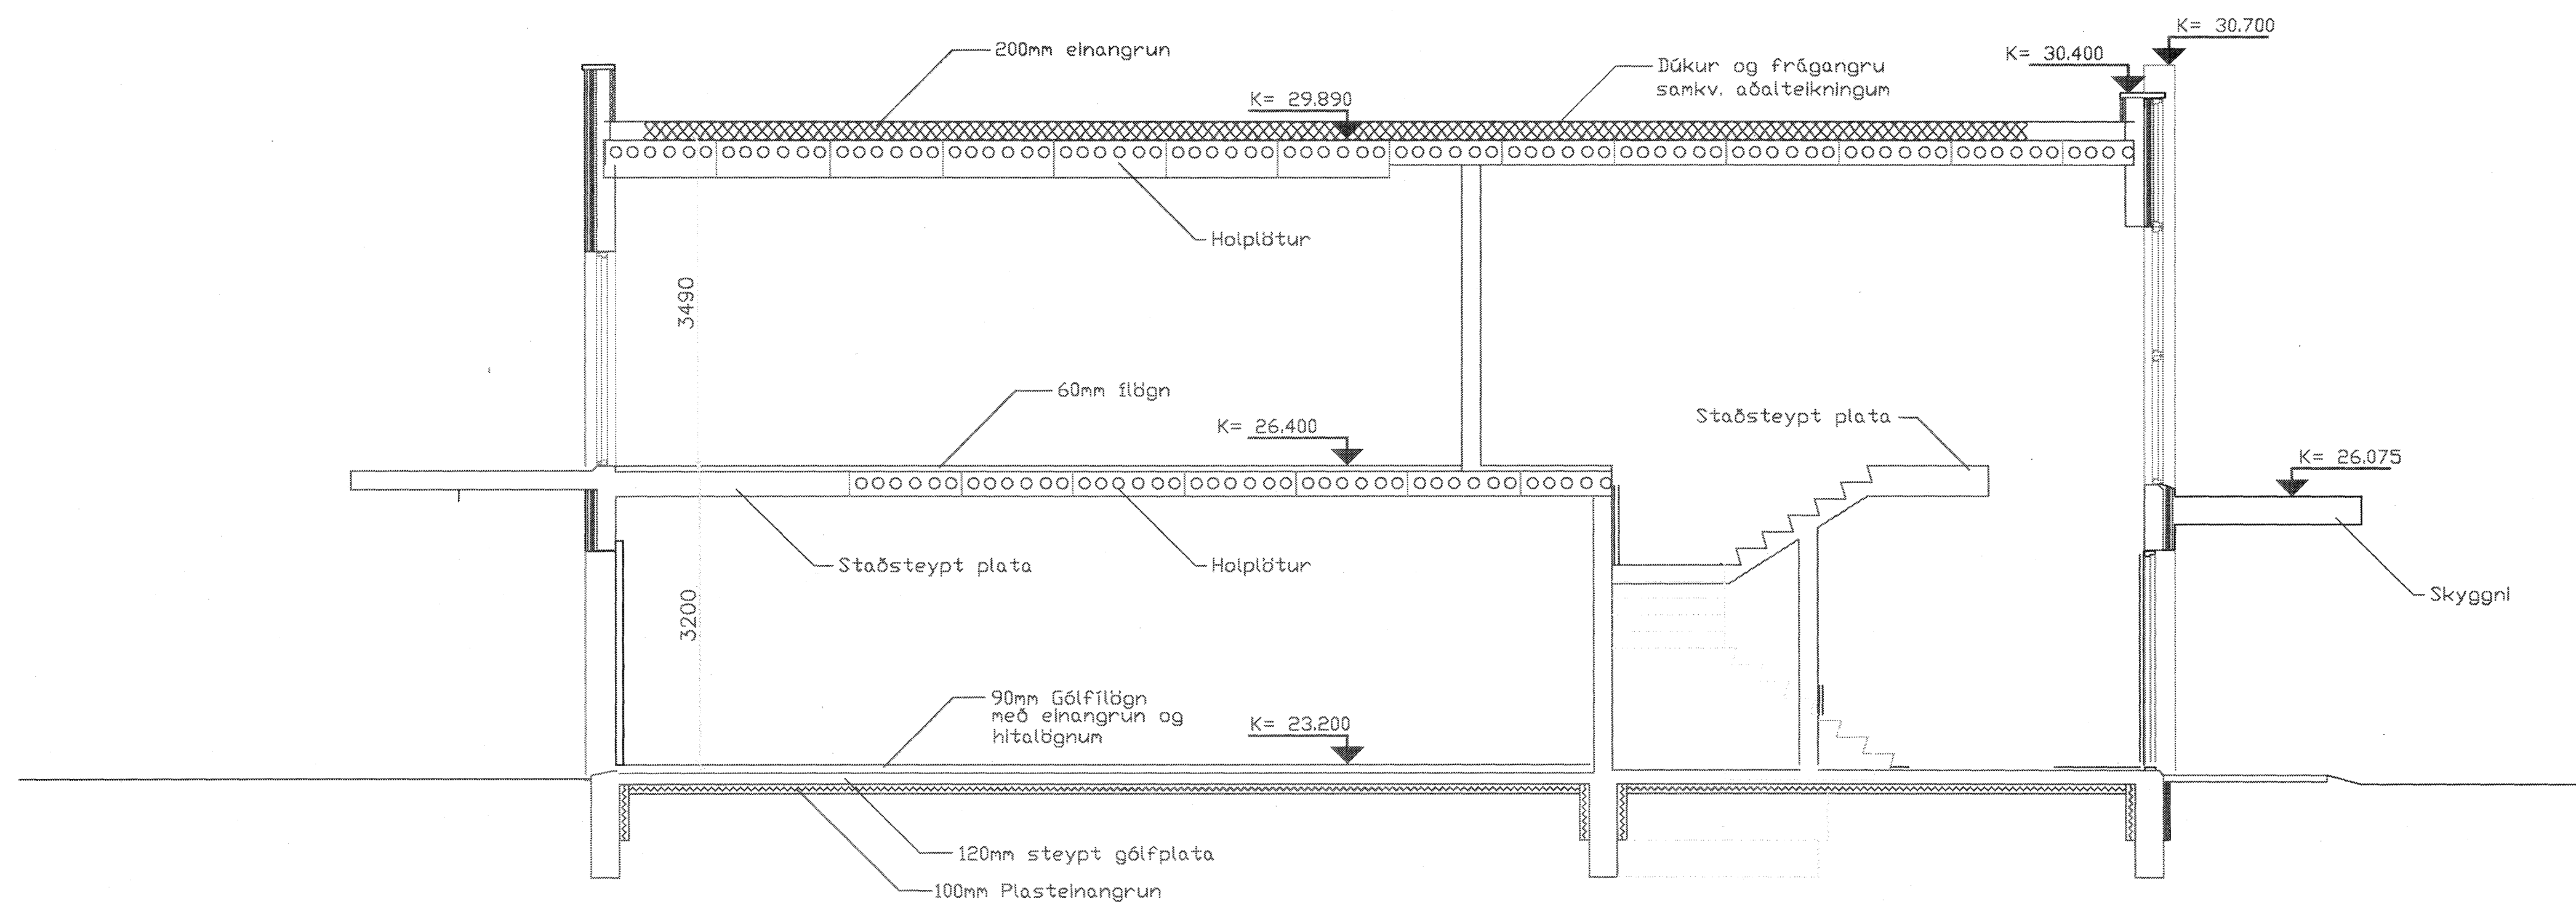 K= 30.700
K= 30.400
200mm einangrun
Dúkur og frágangru
samkv. aðalteikningum
K= 29.890
Holplötur
3490
60mm ílögn
K= 26.400
Staðsteypt plata
K= 26.075
Staðsteypt plata
Holplötur
Skyggni
3200
90mm Gólfílögn
með einangrun og
hitalögnum
K= 23.200
120mm steypt gólfplata
100mm Plasteinangrun